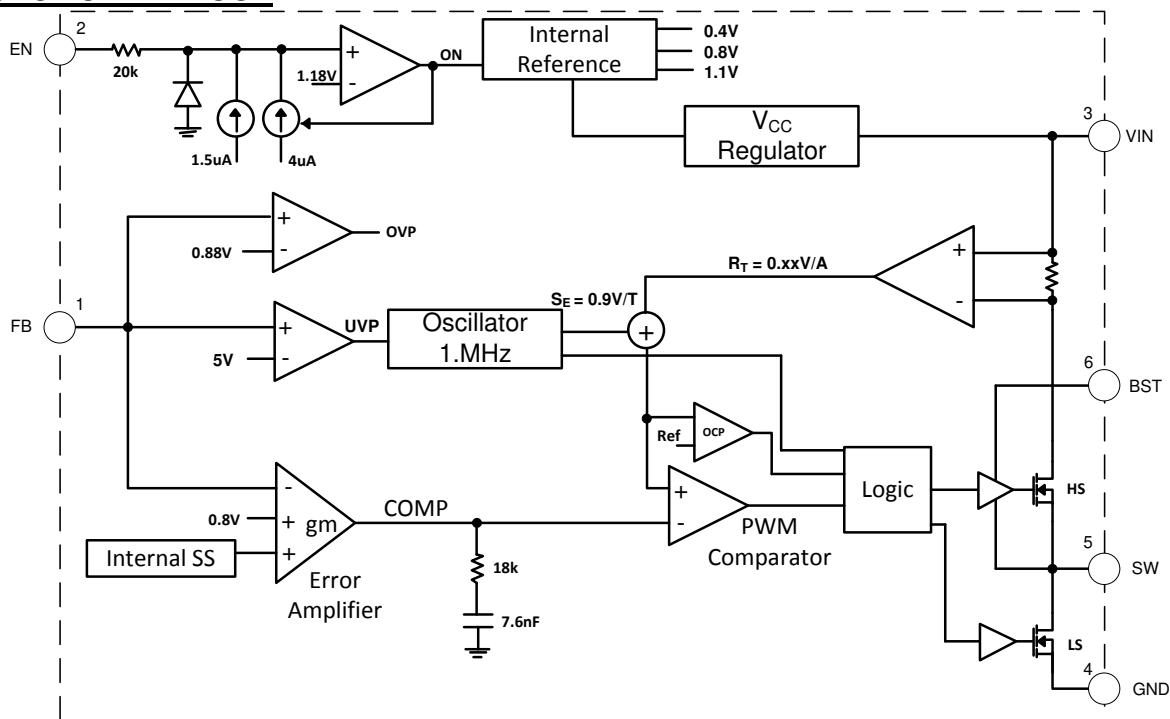 2
EN
20k
1.5uA
4uA
1.18V
+
-
ON
Internal
Reference
0.4V
0.8V
1.1V
VCC
Regulator
3
VIN
+
-
0.88V
OVP
RT = 0.xxV/A
+
-
1
FB
+
-
5V
UVP
Oscillator
1.MHz
SE = 0.9V/T
+
6
BST
Ref
OCP
-
0.8V
+
+
gm
Internal SS
Error
Amplifier
COMP
18k
7.6nF
+
-
PWM
Comparator
Logic
HS
5
SW
LS
4
GND